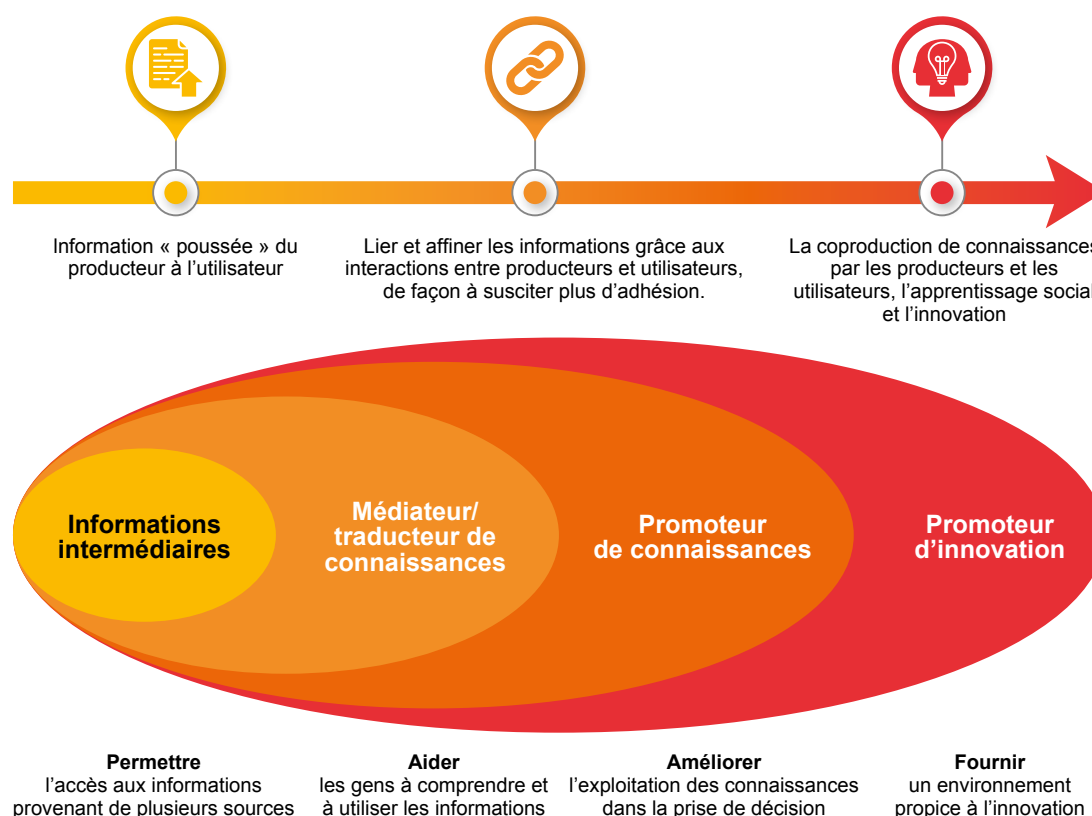 Information « poussée » du
producteur à l’utilisateur
Lier et affiner les informations grâce aux
interactions entre producteurs et utilisateurs,
de façon à susciter plus d’adhésion.
La coproduction de connaissances
par les producteurs et les
utilisateurs, l’apprentissage social
et l’innovation
Informations
intermédiaires
Médiateur/
traducteur de
connaissances
Promoteur
de connaissances
Promoteur
d’innovation
Permettre
l’accès aux informations
provenant de plusieurs sources
Aider
les gens à comprendre et
à utiliser les informations
Améliorer
l’exploitation des connaissances
dans la prise de décision
Fournir
un environnement
propice à l’innovation